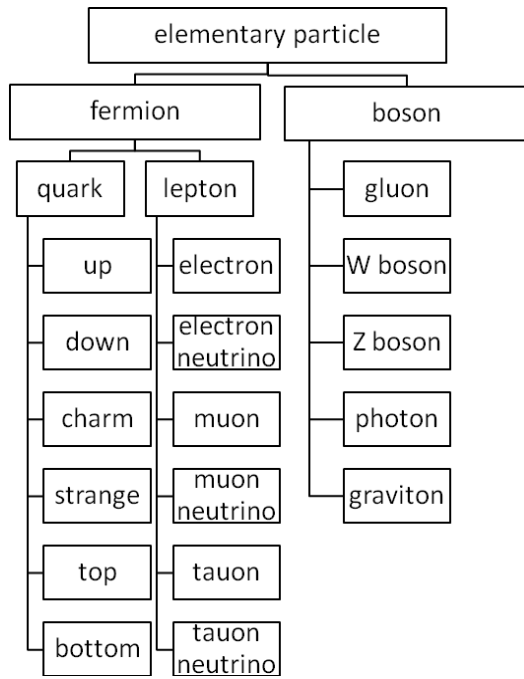 elementary particle
fermion
boson
quark
lepton
gluon
up
electron
W boson
down
electron
neutrino
Z boson
charm
muon
photon
strange
muon
neutrino
graviton
top
tauon
bottom
tauon
neutrino